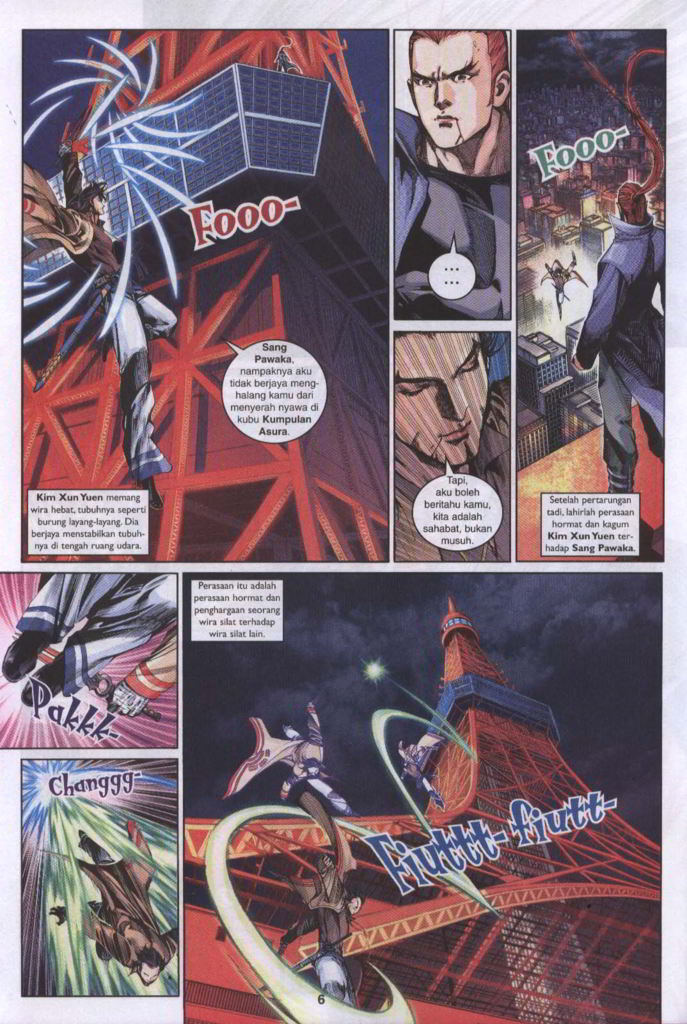 Fooo-
Sang
Pawaka,
nampaknya aku
tidak berjaya meng-
halang kamu dari
menyerah nyawa di
kubu Kumpulan
Asura.
Kim Xun Yuen memang
wira hebat, tubuhnya seperti
burung layang-layang. Dia
berjaya menstabilkan tubuh-
nya di tengah ruang udara.
...
...
Tapi,
aku boleh
beritahu kamu,
kita adalah
sahabat, bukan
musuh.
Fooo-
Setelah pertarungan
tadi, lahirlah perasaan
hormat dan kagum
Kim Xun Yuen ter-
hadap Sang Pawaka.
Pakkk-
Changgg-
Perasaan itu adalah
perasaan hormat dan
penghargaan seorang
wira silat terhadap
wira silat lain.
Fiuttt-fiutt-
6